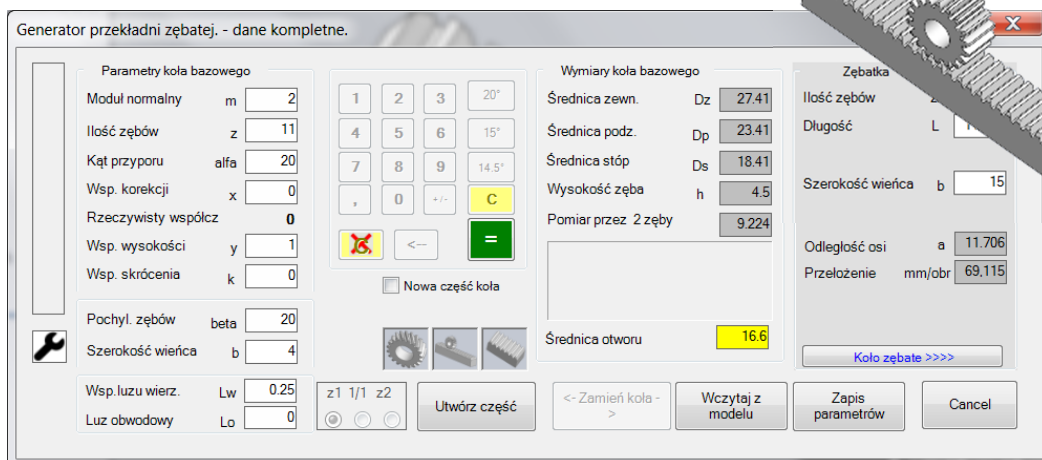 Generator przekładni zębatej. - dane kompletne.
X
Parametry koła bazowego
Moduł normalny m 2
Ilość zębów z 11
Kąt przyporu alfa 20
Wsp. korekcji x 0
Rzeczywisty współcz 0
Wsp. wysokości y 1
Wsp. skrócenia k 0
Pochyl. zębów beta 20
Szerokość wieńca b 4
Wsp.luzu wierz. Lw 0.25
Luz obwodowy Lo 0
1 2 3 20°
4 5 6 15°
7 8 9 14.5°
, 0 +/- C
<-- =
Nowa część koła
z1 1/1 z2
Utwórz część
Wymiary koła bazowego
Średnica zewn. Dz 27.41
Średnica podz. Dp 23.41
Średnica stóp Ds 18.41
Wysokość zęba h 4.5
Pomiar przez 2 zęby 9.224
Średnica otworu 16.6
Zębatka
Ilość zębów
Długość L
Szerokość wieńca b 15
Odległość osi a 11.706
Przełożenie mm/obr 69,115
Koło zębate >>>>
<- Zamień koła -
>
Wczytaj z
modelu
Zapis
parametrów
Cancel